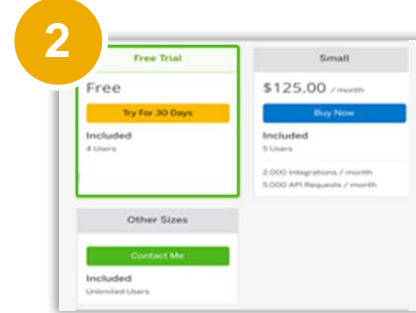 2
Free Trial
Free
Try For 30 Days
Included
4 Users
Small
$125.00 / month
Buy Now
Included
5 Users
2.000 Integrations / month
5.000 API Requests / month
Other Sizes
Contact Me
Included
Unlimited Users